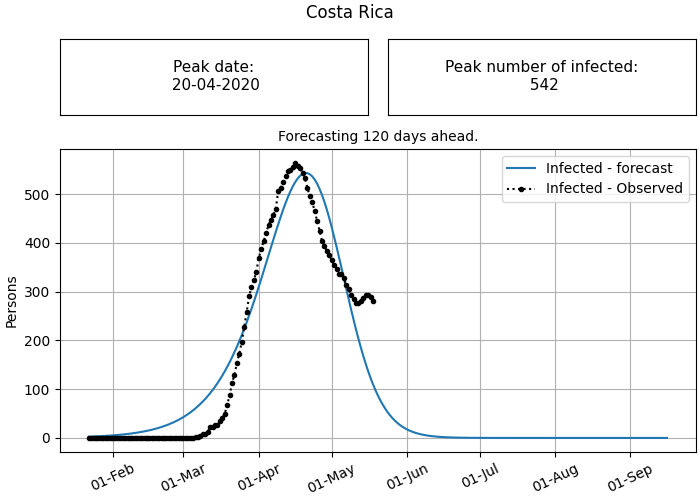 Costa Rica
Peak date:
20-04-2020
Peak number of infected:
542
Forecasting 120 days ahead.
Infected - forecast
Infected - Observed
Persons
500
400
300
200
100
0
01-Feb
01-Mar
01-Apr
01-May
01-Jun
01-Jul
01-Aug
01-Sep